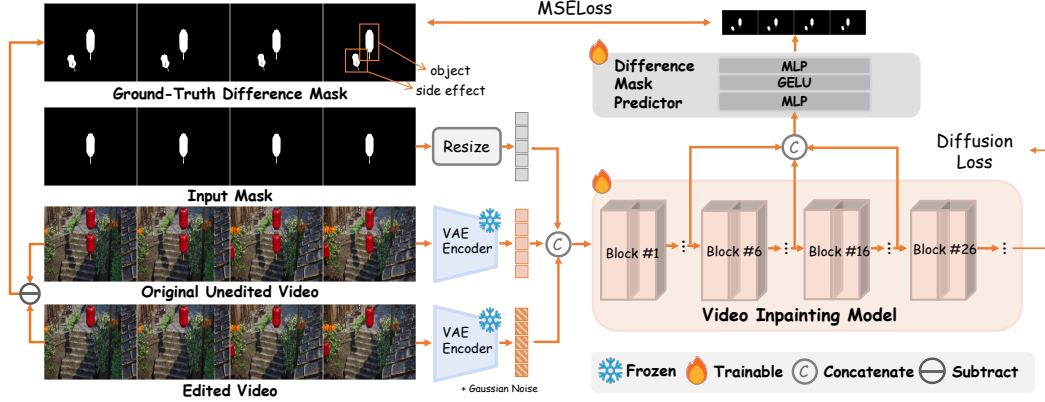 MSELoss
object
side effect
Ground-Truth Difference Mask
Difference
Mask
Predictor
MLP
GELU
MLP
Resize
C
Diffusion
Loss
Input Mask
VAE
Encoder
C
Block #1
Block #6
Block #16
Block #26
Original Unedited Video
Video Inpainting Model
VAE
Encoder
+ Gaussian Noise
Edited Video
Frozen
Trainable
C
Concatenate
Subtract